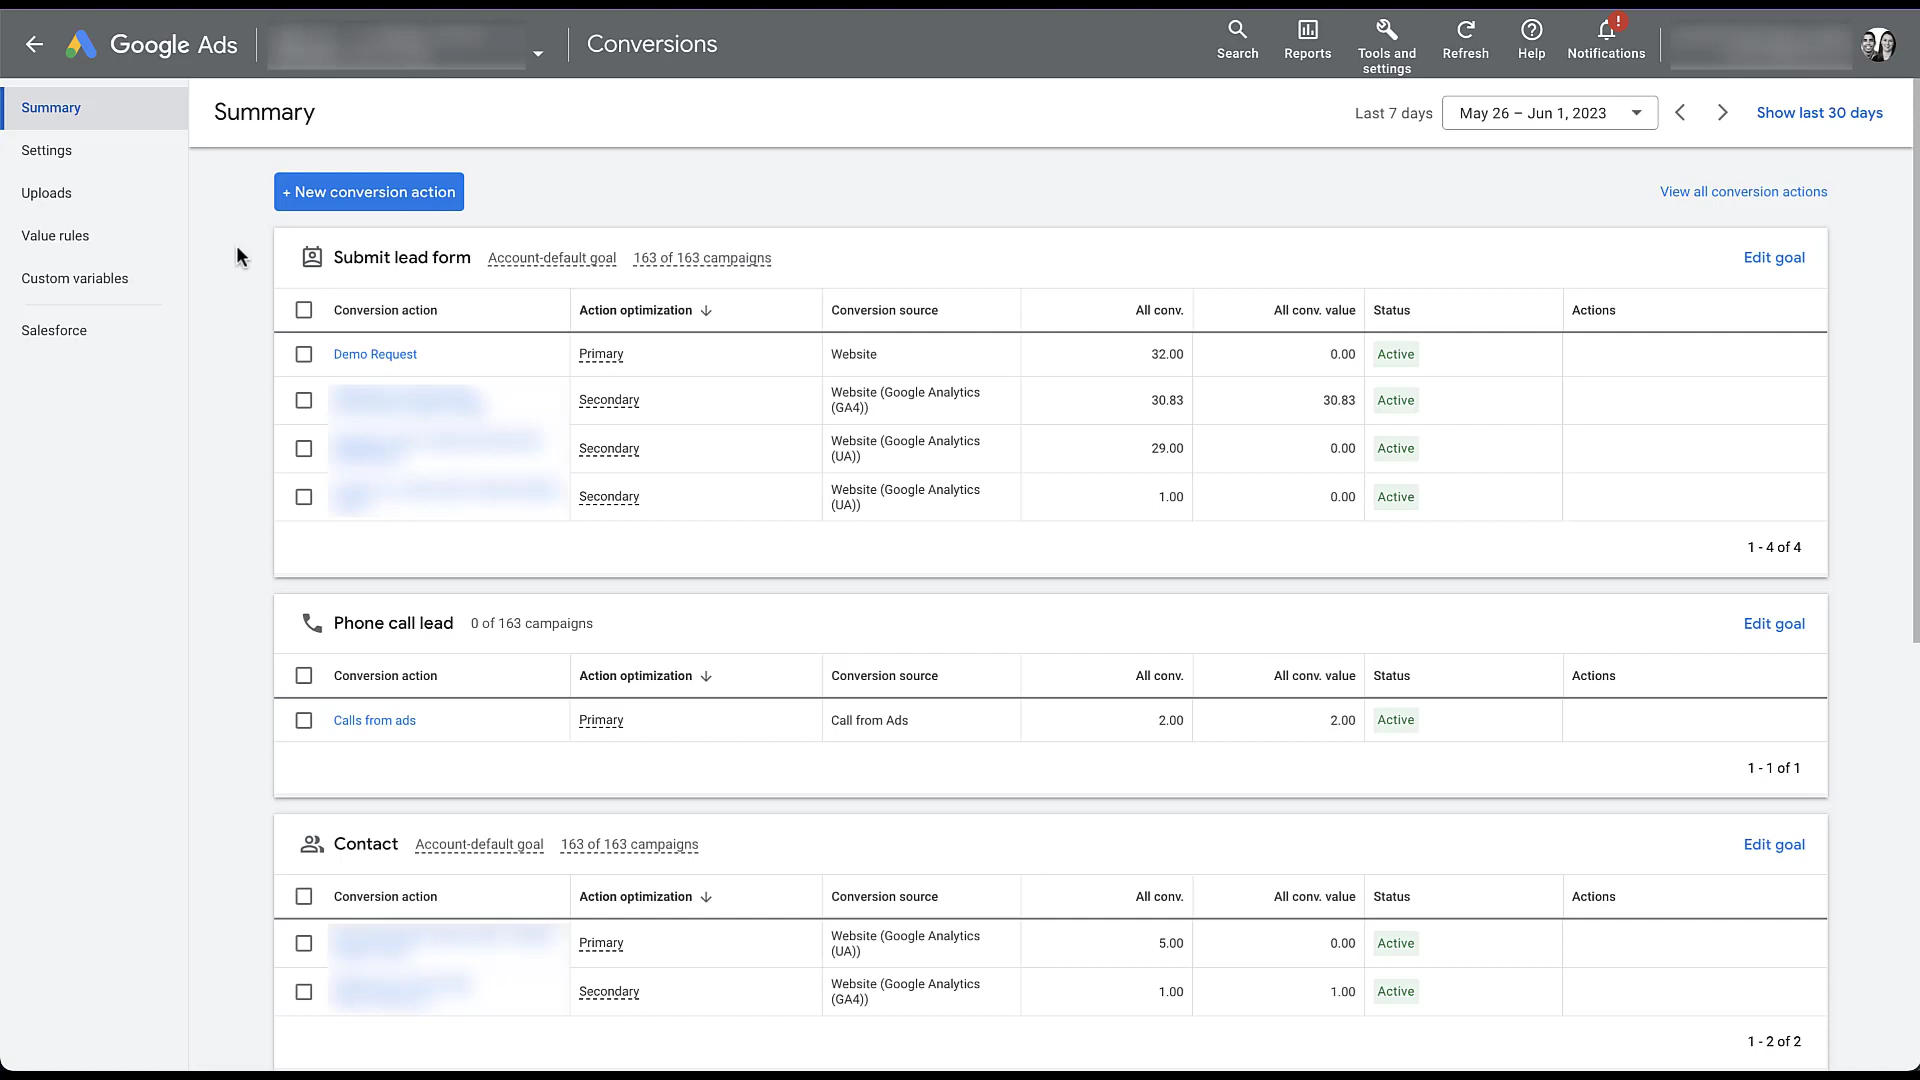 Google Ads
Conversions
Search
Reports
Tools and
settings
Refresh
Help
!
Notifications
Summary
Settings
Uploads
Value rules
Custom variables
Salesforce
Summary
Last 7 days
May 26 – Jun 1, 2023
Show last 30 days
+ New conversion action
View all conversion actions
Submit lead form Account-default goal 163 of 163 campaigns Edit goal
Conversion action Action optimization Conversion source All conv. All conv. value Status Actions
Demo Request Primary Website 32.00 0.00 Active
Secondary Website (Google Analytics
(GA4)) 30.83 30.83 Active
Secondary Website (Google Analytics
(UA)) 29.00 0.00 Active
Secondary Website (Google Analytics
(UA)) 1.00 0.00 Active
1 - 4 of 4
Phone call lead 0 of 163 campaigns Edit goal
Conversion action Action optimization Conversion source All conv. All conv. value Status Actions
Calls from ads Primary Call from Ads 2.00 2.00 Active
1 - 1 of 1
Contact Account-default goal 163 of 163 campaigns Edit goal
Conversion action Action optimization Conversion source All conv. All conv. value Status Actions
Primary Website (Google Analytics
(UA)) 5.00 0.00 Active
Secondary Website (Google Analytics
(GA4)) 1.00 1.00 Active
1 - 2 of 2